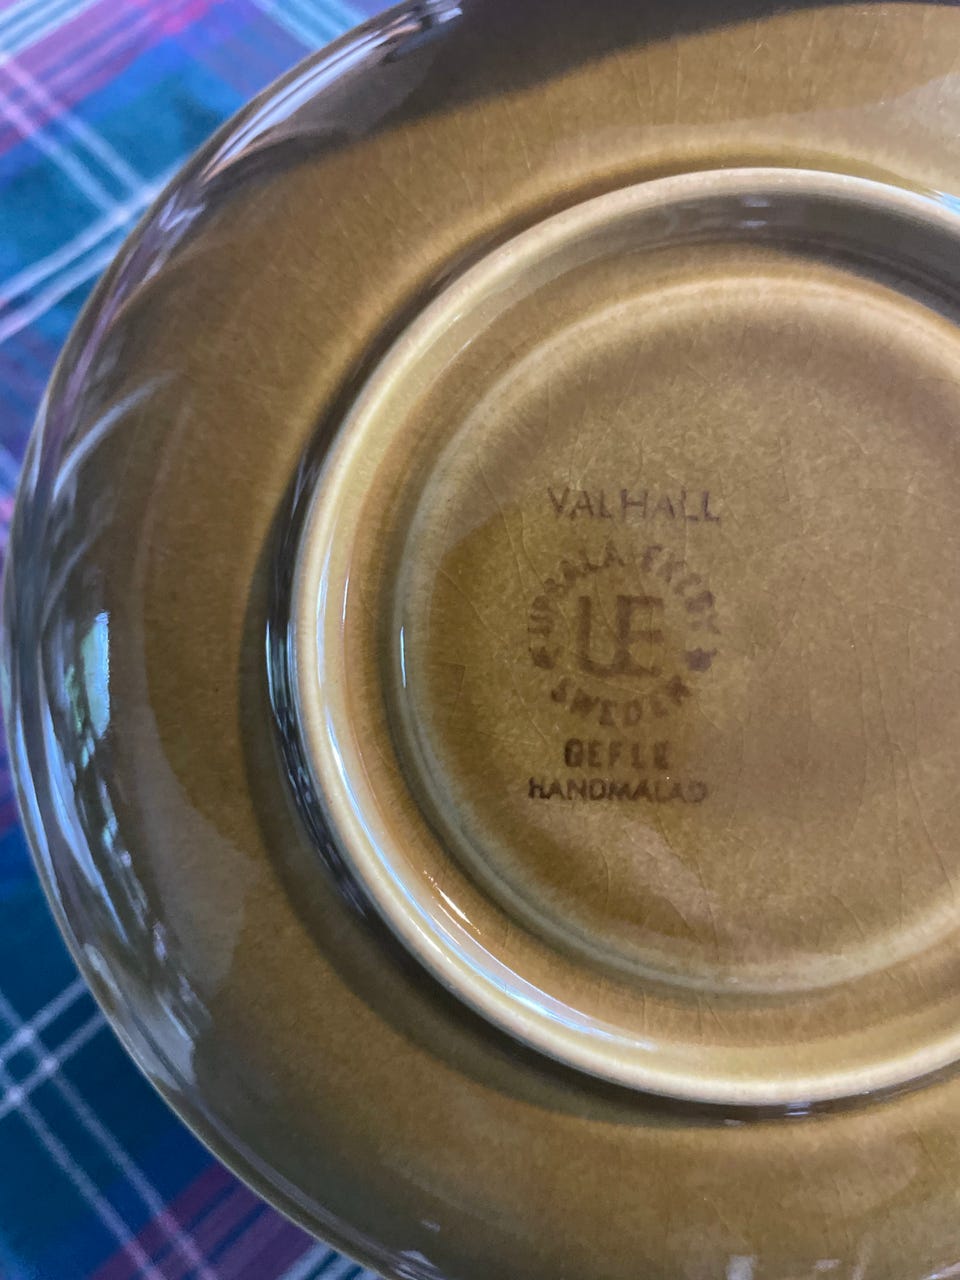 VALHALL
UPSALA-EKEBY
UE
SWEDEN
GEFLE
HANDMÅLAD